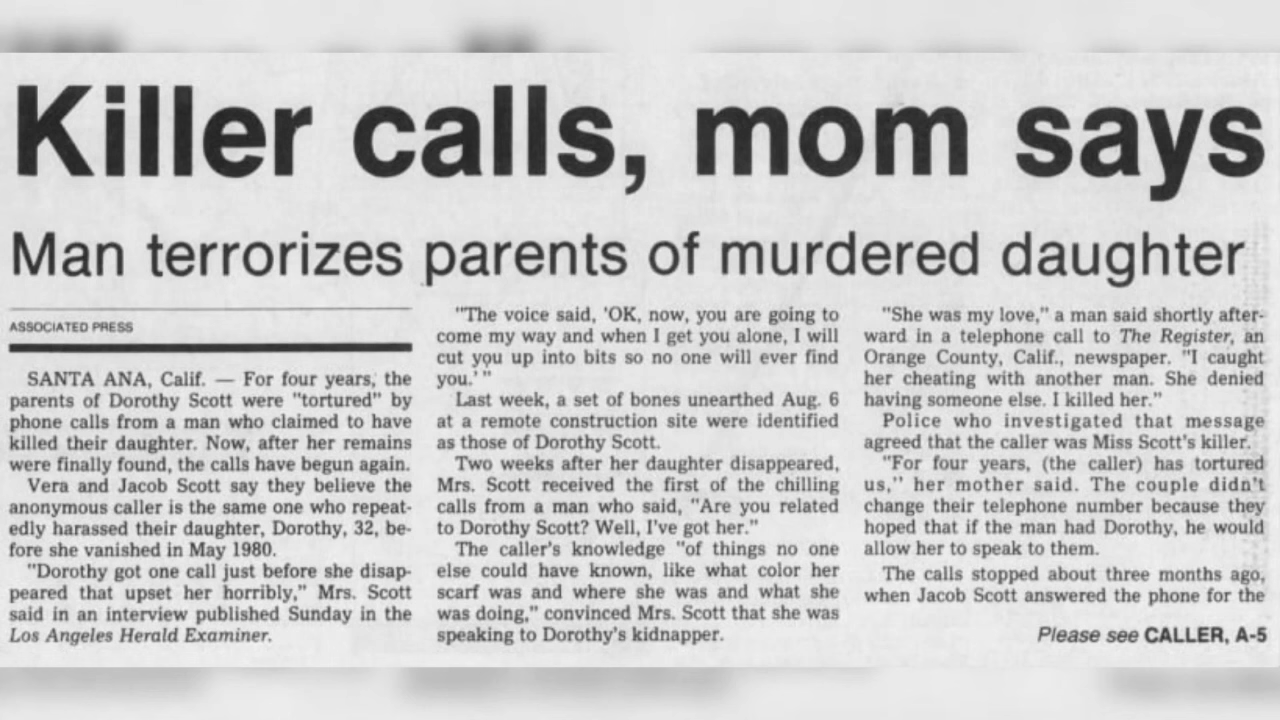 Killer calls, mom says
Man terrorizes parents of murdered daughter
ASSOCIATED PRESS
SANTA ANA, Calif. — For four years, the
parents of Dorothy Scott were "tortured" by
phone calls from a man who claimed to have
killed their daughter. Now, after her remains
were finally found, the calls have begun again.
Vera and Jacob Scott say they believe the
anonymous caller is the same one who repeat-
edly harassed their daughter, Dorothy, 32, be-
fore she vanished in May 1980.
"Dorothy got one call just before she disap-
peared that upset her horribly," Mrs. Scott
said in an interview published Sunday in the
Los Angeles Herald Examiner.
"The voice said, 'OK, now, you are going to
come my way and when I get you alone, I will
cut you up into bits so no one will ever find
you.' "
Last week, a set of bones unearthed Aug. 6
at a remote construction site were identified
as those of Dorothy Scott.
Two weeks after her daughter disappeared,
Mrs. Scott received the first of the chilling
calls from a man who said, "Are you related
to Dorothy Scott? Well, I've got her."
The caller's knowledge "of things no one
else could have known, like what color her
scarf was and where she was and what she
was doing," convinced Mrs. Scott that she was
speaking to Dorothy's kidnapper.
"She was my love," a man said shortly after-
ward in a telephone call to The Register, an
Orange County, Calif., newspaper. "I caught
her cheating with another man. She denied
having someone else. I killed her."
Police who investigated that message
agreed that the caller was Miss Scott's killer.
"For four years, (the caller) has tortured
us," her mother said. The couple didn't
change their telephone number because they
hoped that if the man had Dorothy, he would
allow her to speak to them.
The calls stopped about three months ago,
when Jacob Scott answered the phone for the
Please see CALLER, A-5